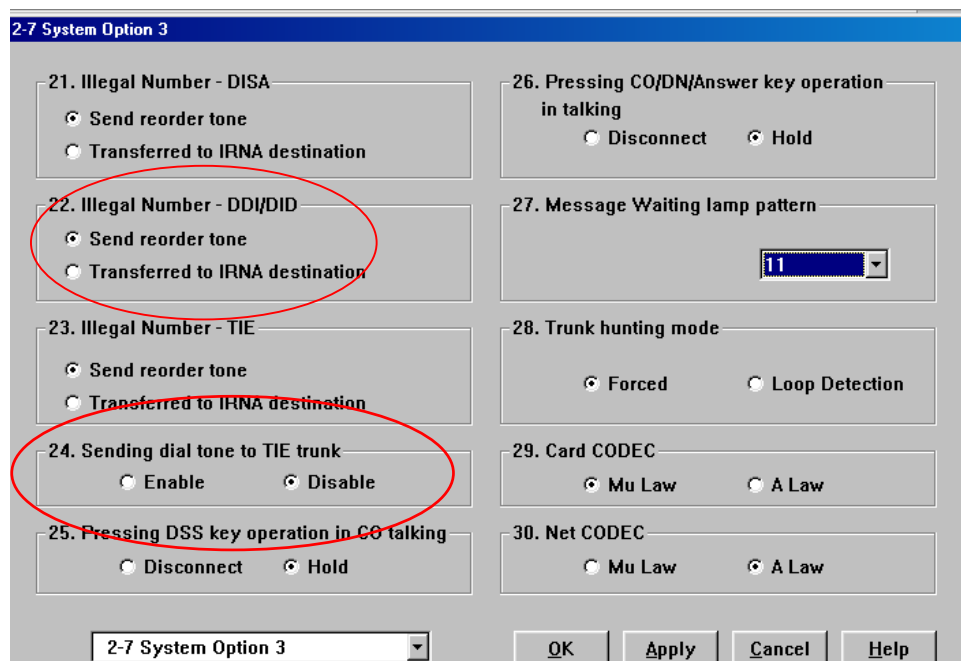 2-7 System Option 3
21. Illegal Number - DISA
Send reorder tone
Transferred to IRNA destination
22. Illegal Number - DDI/DID
Send reorder tone
Transferred to IRNA destination
23. Illegal Number - TIE
Send reorder tone
Transferred to IRNA destination
24. Sending dial tone to TIE trunk
Enable Disable
25. Pressing DSS key operation in CO talking
Disconnect Hold
26. Pressing CO/DN/Answer key operation
in talking
Disconnect Hold
27. Message Waiting lamp pattern
11
28. Trunk hunting mode
Forced Loop Detection
29. Card CODEC
Mu Law A Law
30. Net CODEC
Mu Law A Law
2-7 System Option 3
OK Apply Cancel Help